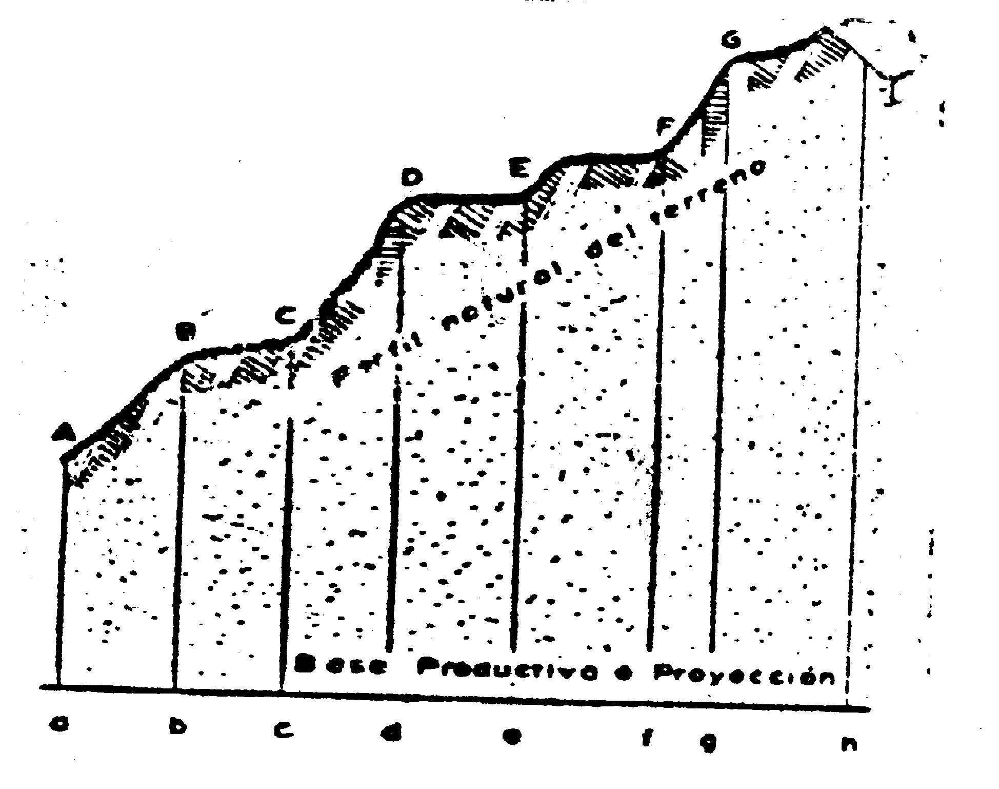 G
F
E
D
C
B
A
Perfil natural del terreno
Base Productiva o Proyección
a b c d e f g n